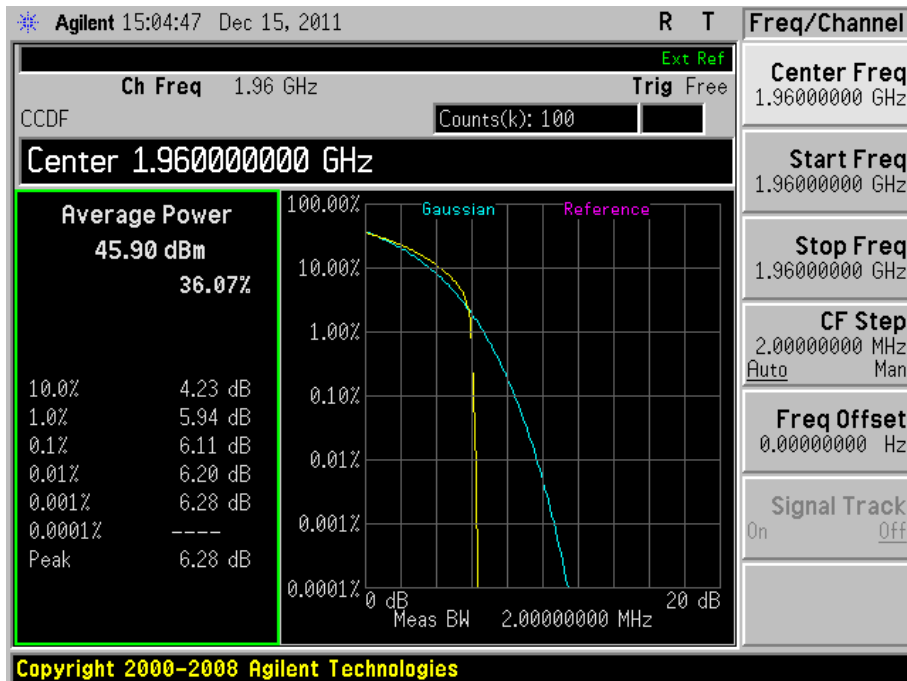 Agilent 15:04:47 Dec 15, 2011 R T
Ext Ref
Ch Freq 1.96 GHz Trig Free
CCDF Counts(k): 100
Center 1.960000000 GHz
Average Power
45.90 dBm
36.07%
10.0% 4.23 dB
1.0% 5.94 dB
0.1% 6.11 dB
0.01% 6.20 dB
0.001% 6.28 dB
0.0001% ----
Peak 6.28 dB
Gaussian Reference
100.00%
10.00%
1.00%
0.10%
0.01%
0.001%
0.0001%
0 dB 20 dB
Meas BW 2.00000000 MHz
Freq/Channel
Center Freq
1.96000000 GHz
Start Freq
1.96000000 GHz
Stop Freq
1.96000000 GHz
CF Step
2.00000000 MHz
Auto Man
Freq Offset
0.00000000 Hz
Signal Track
On Off
Copyright 2000-2008 Agilent Technologies